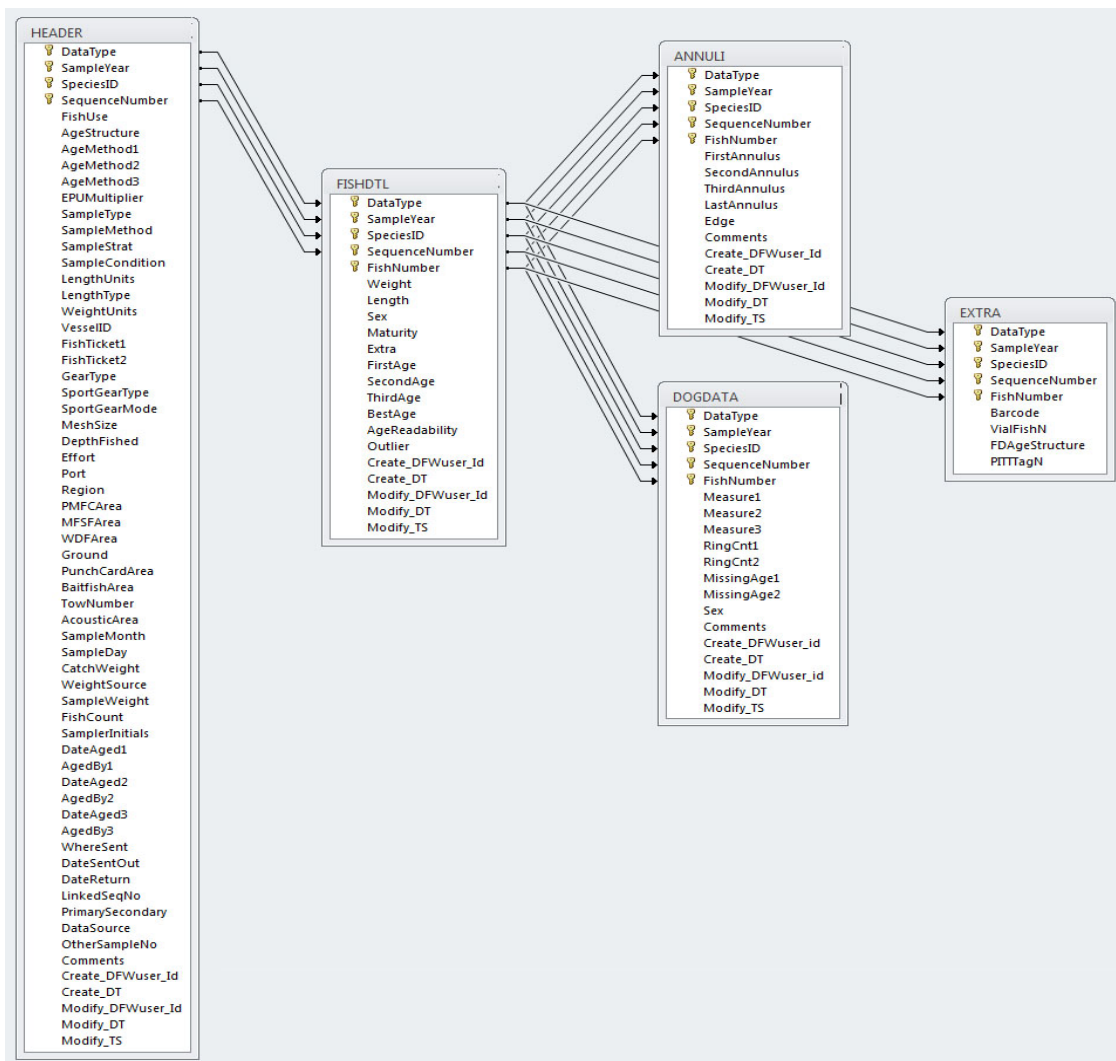 HEADER
DataType
SampleYear
SpeciesID
SequenceNumber
FishUse
AgeStructure
AgeMethod1
AgeMethod2
AgeMethod3
EPUMultiplier
SampleType
SampleMethod
SampleStrat
SampleCondition
LengthUnits
LengthType
WeightUnits
VesselID
FishTicket1
FishTicket2
GearType
SportGearType
SportGearMode
MeshSize
DepthFished
Effort
Port
Region
PMFCArea
MFSFArea
WDFArea
Ground
PunchCardArea
BaitfishArea
TowNumber
AcousticArea
SampleMonth
SampleDay
CatchWeight
WeightSource
SampleWeight
FishCount
SamplerInitials
DateAged1
AgedBy1
DateAged2
AgedBy2
DateAged3
AgedBy3
WhereSent
DateSentOut
DateReturn
LinkedSeqNo
PrimarySecondary
DataSource
OtherSampleNo
Comments
Create_DFWuser_Id
Create_DT
Modify_DFWuser_Id
Modify_DT
Modify_TS
FISHDTL
DataType
SampleYear
SpeciesID
SequenceNumber
FishNumber
Weight
Length
Sex
Maturity
Extra
FirstAge
SecondAge
ThirdAge
BestAge
AgeReadability
Outlier
Create_DFWuser_Id
Create_DT
Modify_DFWuser_Id
Modify_DT
Modify_TS
ANNULI
DataType
SampleYear
SpeciesID
SequenceNumber
FishNumber
FirstAnnulus
SecondAnnulus
ThirdAnnulus
LastAnnulus
Edge
Comments
Create_DFWuser_Id
Create_DT
Modify_DFWuser_Id
Modify_DT
Modify_TS
DOGDATA
DataType
SampleYear
SpeciesID
SequenceNumber
FishNumber
Measure1
Measure2
Measure3
RingCnt1
RingCnt2
MissingAge1
MissingAge2
Sex
Comments
Create_DFWuser_id
Create_DT
Modify_DFWuser_id
Modify_DT
Modify_TS
EXTRA
DataType
SampleYear
SpeciesID
SequenceNumber
FishNumber
Barcode
VialFishN
FDAgeStructure
PITTTagN